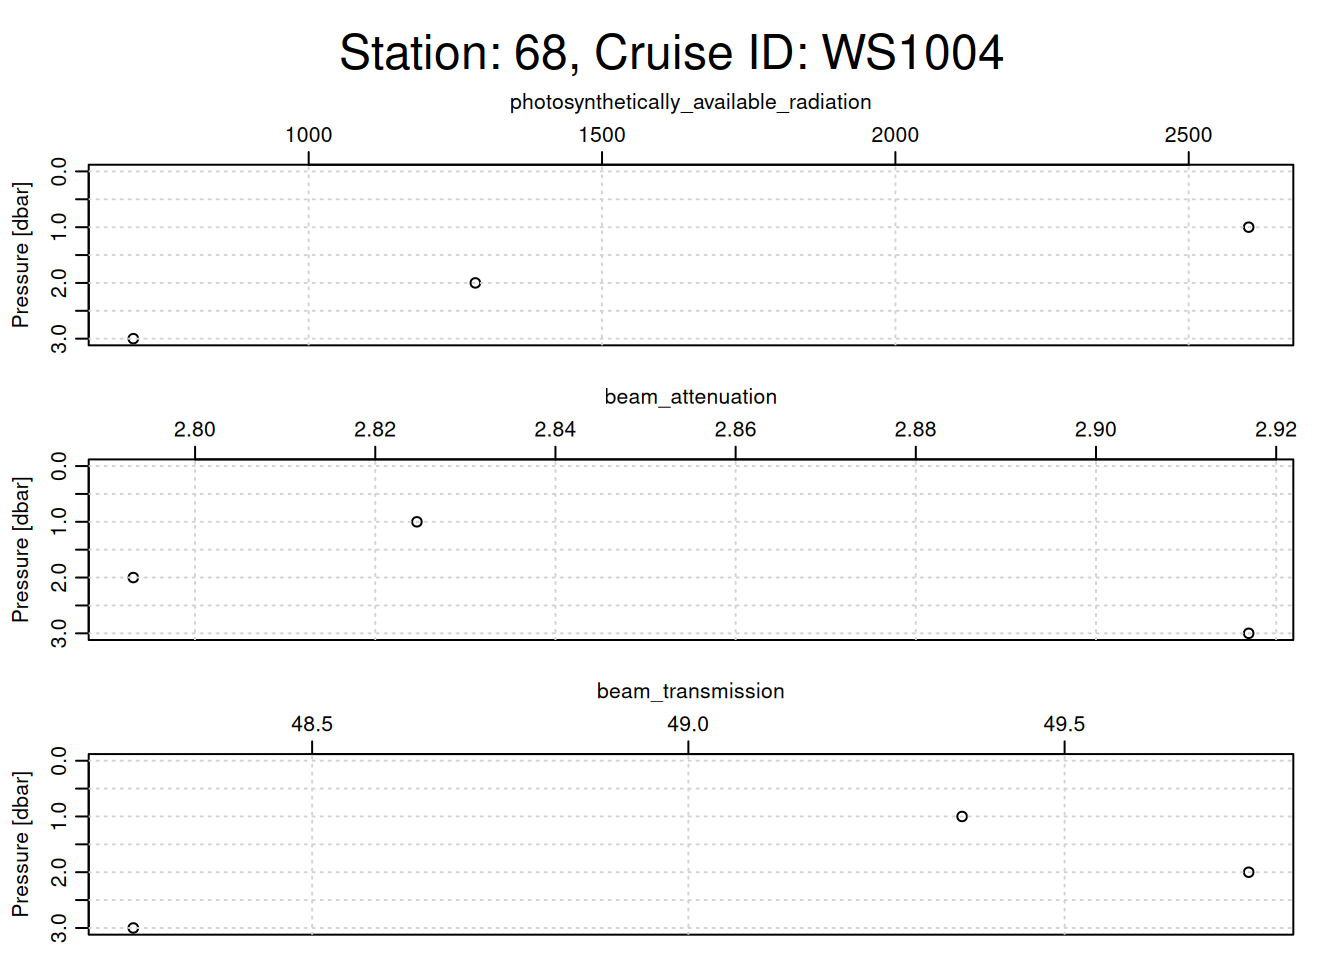 Station: 68, Cruise ID: WS1004
photosynthetically_available_radiation
1000 1500 2000 2500
Pressure [dbar]
0.0
1.0
2.0
3.0
beam_attenuation
2.80 2.82 2.84 2.86 2.88 2.90 2.92
Pressure [dbar]
0.0
1.0
2.0
3.0
beam_transmission
48.5 49.0 49.5
Pressure [dbar]
0.0
1.0
2.0
3.0